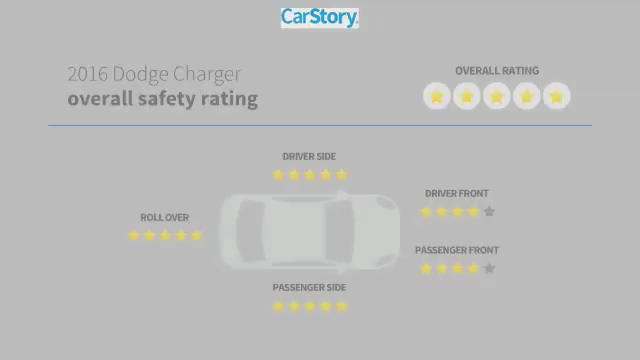 CarStory
2016 Dodge Charger
overall safety rating
OVERALL RATING
DRIVER SIDE
DRIVER FRONT
ROLL OVER
PASSENGER FRONT
PASSENGER SIDE